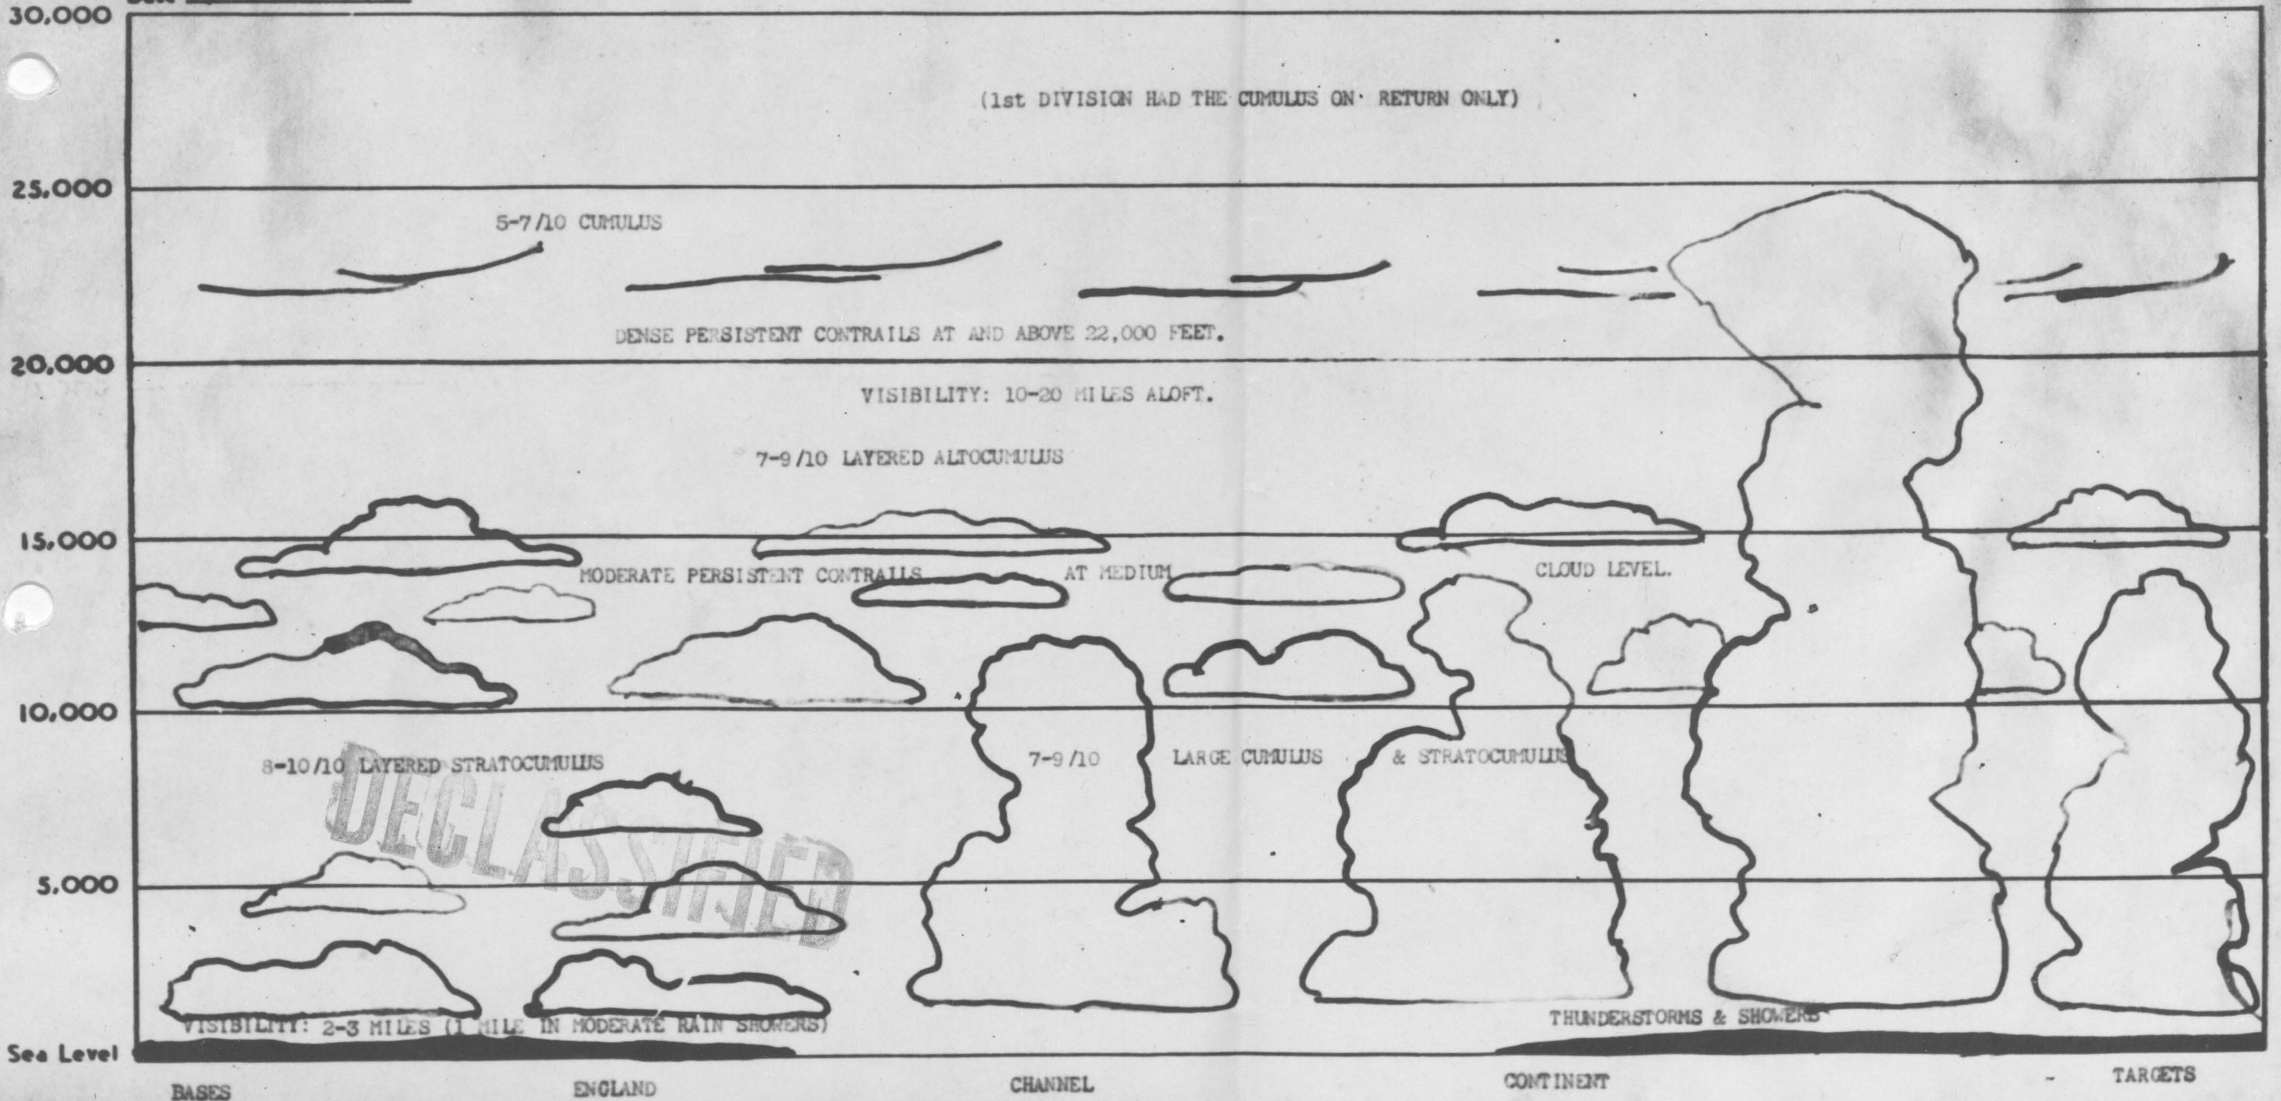 30,000
(1st DIVISION HAD THE CUMULUS ON RETURN ONLY)
25,000
5-7/10 CUMULUS
DENSE PERSISTENT CONTRAILS AT AND ABOVE 22,000 FEET.
20,000
VISIBILITY: 10-20 MILES ALOFT.
7-9/10 LAYERED ALTOCUMULUS
15,000
MODERATE PERSISTENT CONTRAILS AT MEDIUM CLOUD LEVEL.
10,000
8-10/10 LAYERED STRATOCUMULUS 7-9/10 LARGE CUMULUS & STRATOCUMULUS
DECLASSIFIED
5,000
VISIBILITY: 2-3 MILES (1 MILE IN MODERATE RAIN SHOWERS) THUNDERSTORMS & SHOWERS
Sea Level
BASES ENGLAND CHANNEL CONTINENT - TARGETS